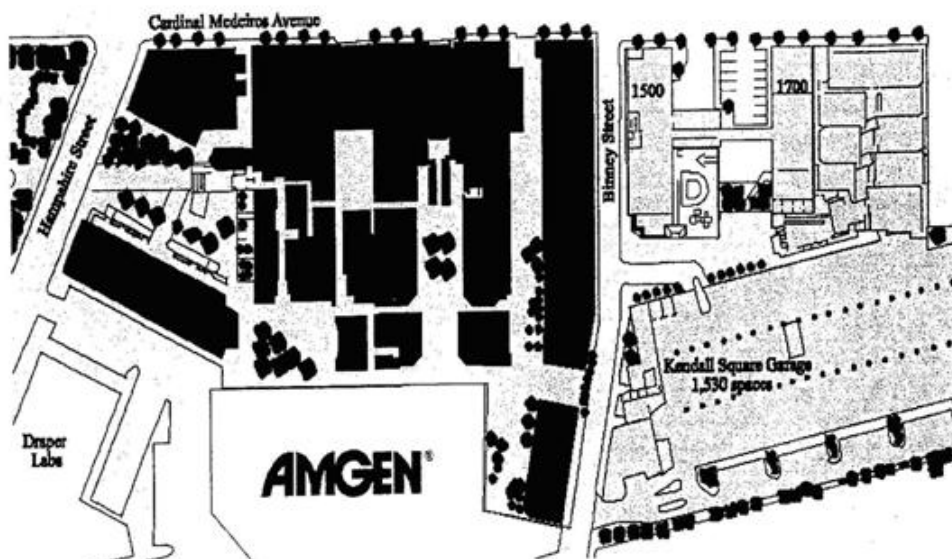 Cardinal Medeiros Avenue
Hampshire Street
Binney Street
1500
1700
Kendall Square Garage
1,530 spaces
Draper
Labs
AMGEN®